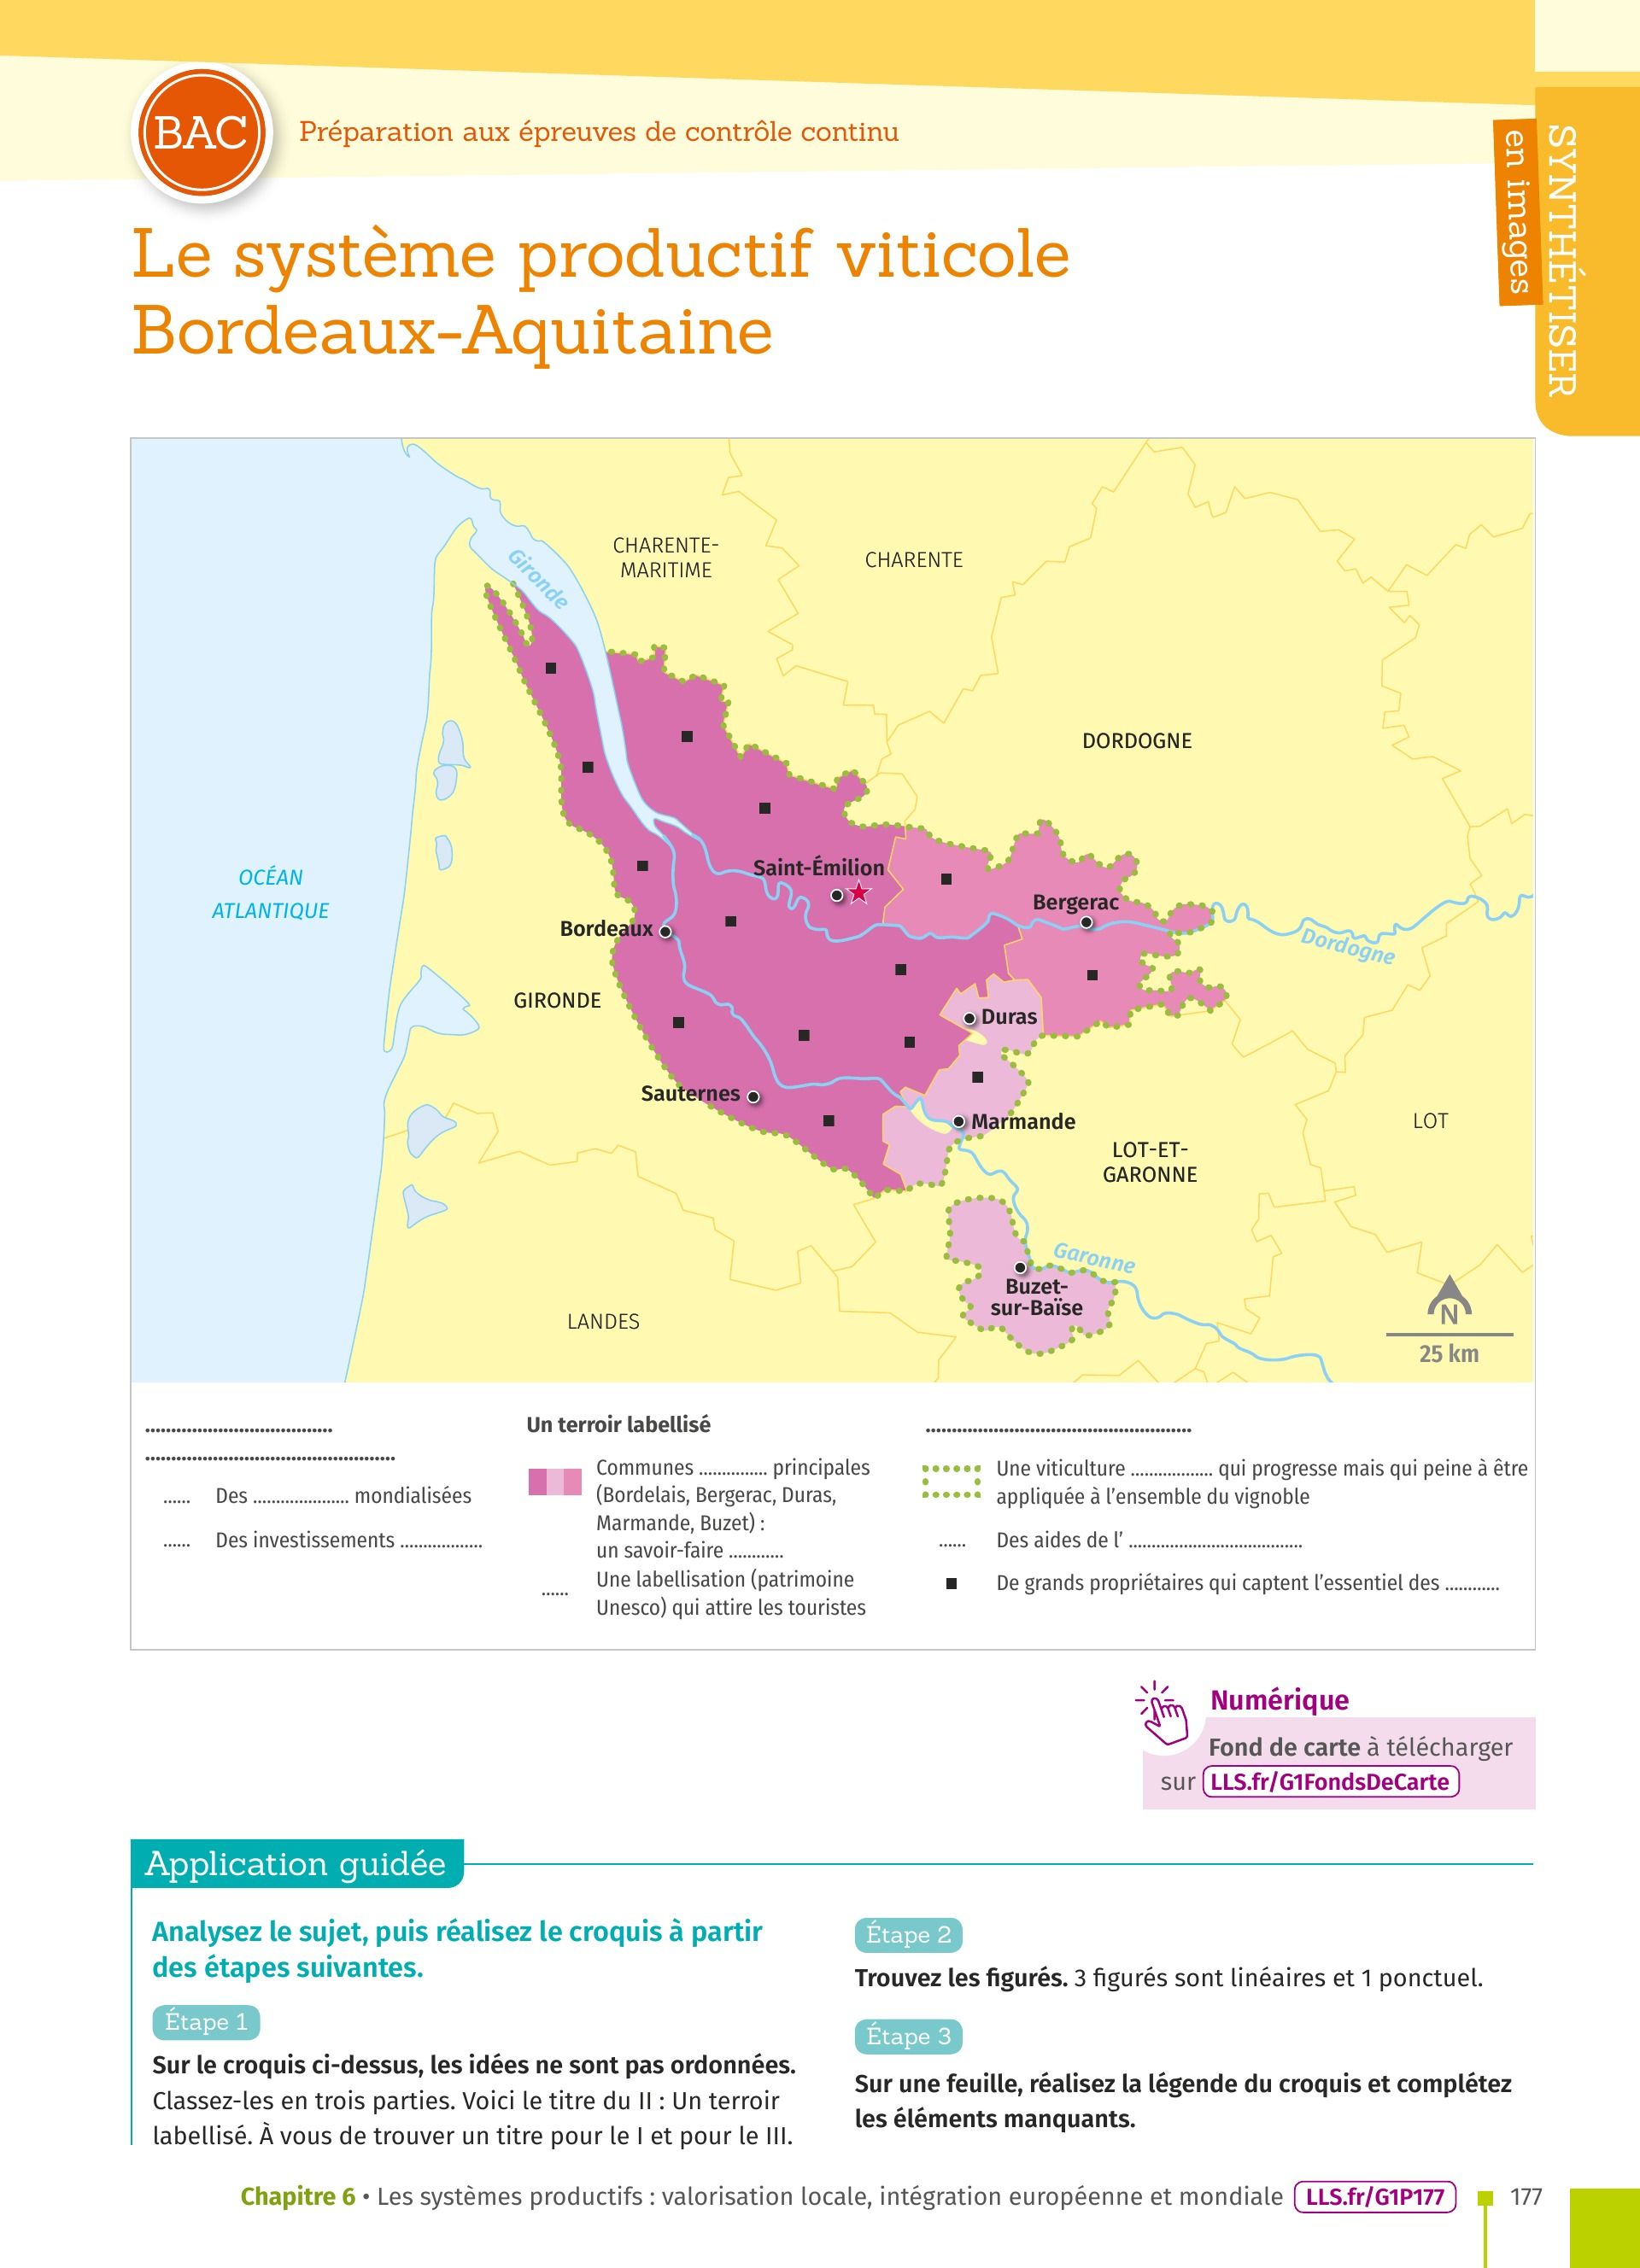 BAC
Préparation aux épreuves de contrôle continu
SYNTHÉTISER
en images
Le système productif viticole
Bordeaux-Aquitaine
Gironde
CHARENTE-
MARITIME
CHARENTE
DORDOGNE
OCÉAN
ATLANTIQUE
Saint-Émilion
Bergerac
Bordeaux
Dordogne
GIRONDE
Duras
Sauternes
Marmande
LOT
LOT-ET-
GARONNE
Garonne
Buzet-
sur-Baïse
LANDES
N
25 km
....................................
................................................
...... Des .................... mondialisées
...... Des investissements .................
Un terroir labellisé
Communes ............... principales
(Bordelais, Bergerac, Duras,
Marmande, Buzet) :
un savoir-faire ............
...... Une labellisation (patrimoine
Unesco) qui attire les touristes
....................................................
Une viticulture .................. qui progresse mais qui peine à être
appliquée à l’ensemble du vignoble
...... Des aides de l’ ....................................
De grands propriétaires qui captent l’essentiel des ............
Numérique
Fond de carte à télécharger
sur LLS.fr/G1FondsDeCarte
Application guidée
Analysez le sujet, puis réalisez le croquis à partir
des étapes suivantes.
Étape 1
Sur le croquis ci-dessus, les idées ne sont pas ordonnées.
Classez-les en trois parties. Voici le titre du II : Un terroir
labellisé. À vous de trouver un titre pour le I et pour le III.
Étape 2
Trouvez les figurés. 3 figurés sont linéaires et 1 ponctuel.
Étape 3
Sur une feuille, réalisez la légende du croquis et complétez
les éléments manquants.
Chapitre 6 • Les systèmes productifs : valorisation locale, intégration européenne et mondiale LLS.fr/G1P177 177